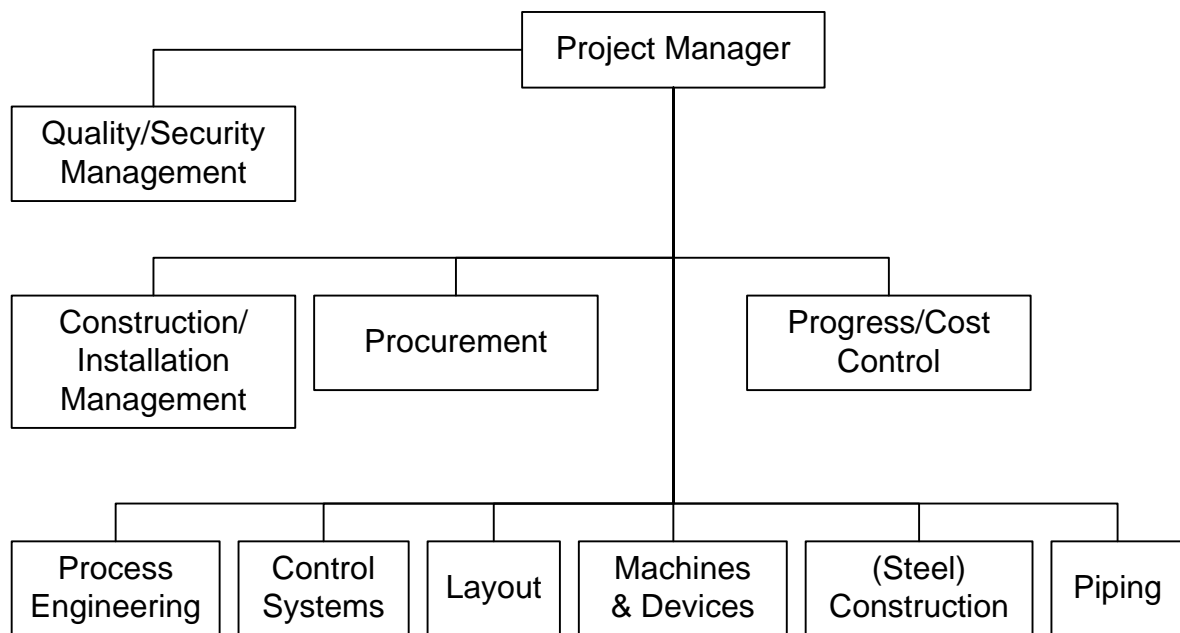 Project Manager
Quality/Security
Management
Construction/
Installation
Management
Procurement
Progress/Cost
Control
Process
Engineering
Control
Systems
Layout
Machines
& Devices
(Steel)
Construction
Piping